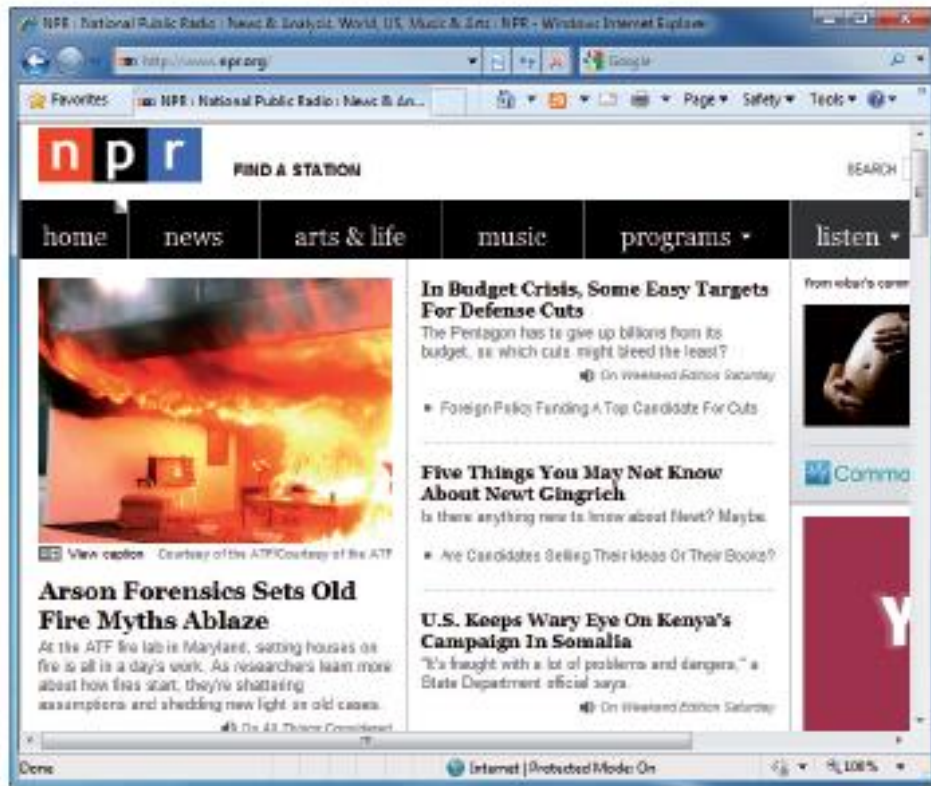 NPR : National Public Radio : News & Analysis, World, US, Music & Arts : NPR - Windows Internet Explorer
http://www.npr.org/
Google
Favorites
NPR : National Public Radio : News & An...
Page
Safety
Tools
npr
FIND A STATION
SEARCH
home
news
arts & life
music
programs
listen
View caption
Courtesy of the ATF/Courtesy of the ATF
Arson Forensics Sets Old
Fire Myths Ablaze
At the ATF fire lab in Maryland, setting houses on
fire is all in a day's work. As researchers learn more
about how fires start, they're shattering
assumptions and shedding new light on old cases.
On All Things Considered
In Budget Crisis, Some Easy Targets
For Defense Cuts
The Pentagon has to give up billions from its
budget, so which cuts might bleed the least?
On Weekend Edition Saturday
• Foreign Policy Funding A Top Candidate For Cuts
Five Things You May Not Know
About Newt Gingrich
Is there anything new to know about Newt? Maybe.
• Are Candidates Selling Their Ideas Or Their Books?
U.S. Keeps Wary Eye On Kenya's
Campaign In Somalia
"It's fraught with a lot of problems and dangers," a
State Department official says.
On Weekend Edition Saturday
Commo
Y
Done
Internet | Protected Mode: On
100%